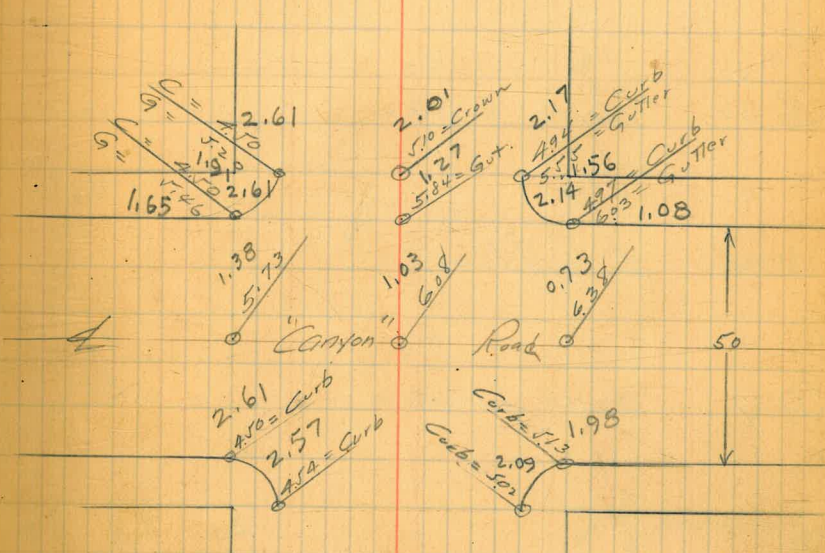 C = 4.50
G = 5.20
2.61
1.91
C = 4.50
G = 5.46
2.61
1.65
2.01
5.10 = Crown
1.27
5.84 = Gut.
2.17
4.94 = Curb
5.55 = Gutter
1.56
2.14
4.97 = Curb
6.03 = Gutter
1.08
1.38
5.73
1.03
6.08
0.73
6.38
"Canyon" Road
50
2.61
4.50 = Curb
2.57
4.54 = Curb
Curb = 5.13
1.98
Curb = 5.02
2.09